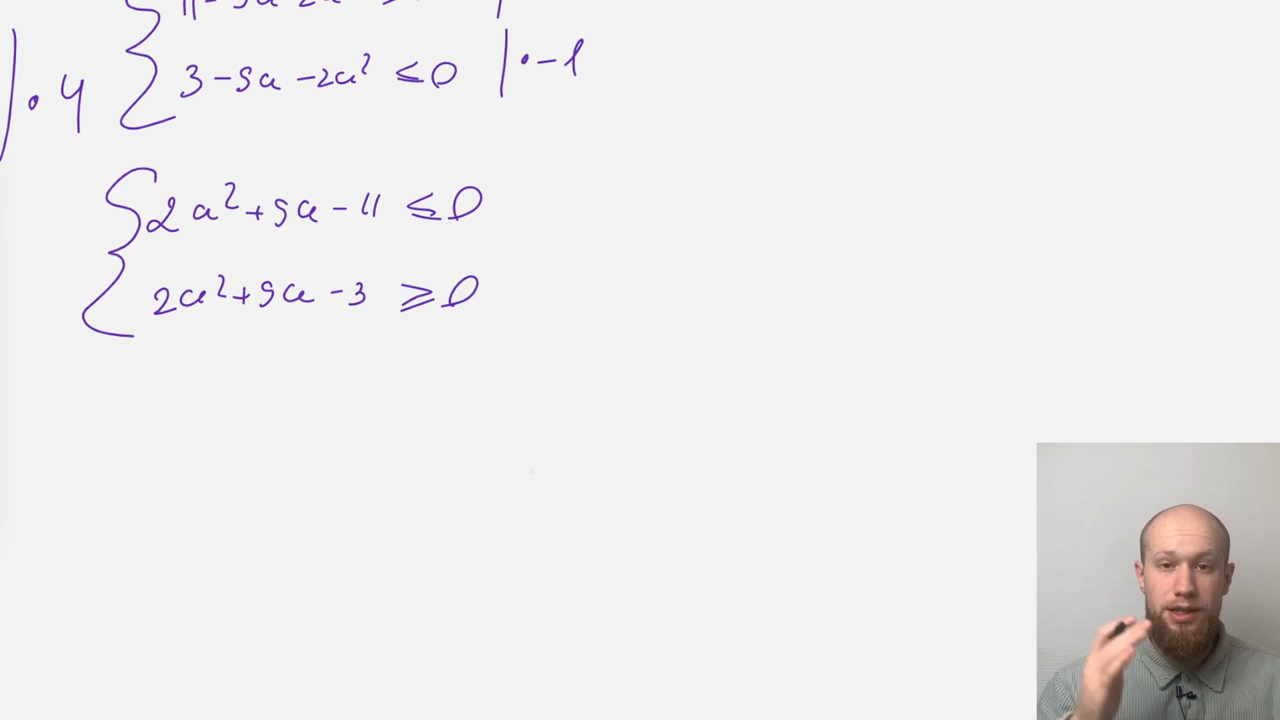 · 4
3 - 5a - 2a² ≤ 0 | · -1
2a² + 5a - 11 ≤ 0
2a² + 5a - 3 ≥ 0